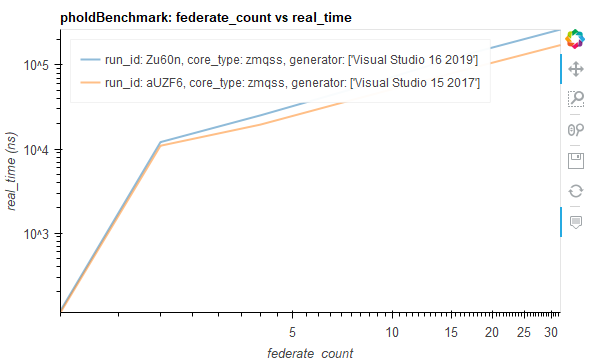 pholdBenchmark: federate_count vs real_time
run_id: Zu60n, core_type: zmqss, generator: ['Visual Studio 16 2019']
run_id: aUZF6, core_type: zmqss, generator: ['Visual Studio 15 2017']
10^5
10^4
10^3
real_time (ns)
5 10 15 20 25 30
federate_count